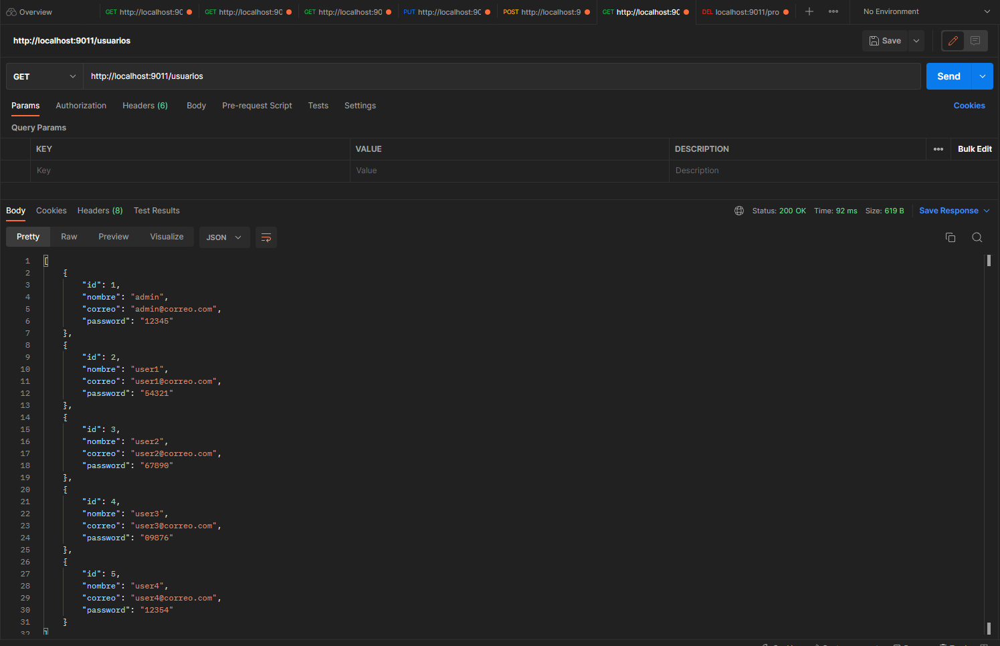 Overview GET http://localhost:9C GET http://localhost:9C GET http://localhost:9C PUT http://localhost:9C POST http://localhost:9 GET http://localhost:9C DEL localhost:9011/pro No Environment
http://localhost:9011/usuarios Save
GET http://localhost:9011/usuarios Send
Params Authorization Headers (6) Body Pre-request Script Tests Settings Cookies
Query Params
KEY VALUE DESCRIPTION Bulk Edit
Key Value Description
Body Cookies Headers (8) Test Results Status: 200 OK Time: 92 ms Size: 619 B Save Response
Pretty Raw Preview Visualize JSON
1 [
2 {
3 "id": 1,
4 "nombre": "admin",
5 "correo": "admin@correo.com",
6 "password": "12345"
7 },
8 {
9 "id": 2,
10 "nombre": "user1",
11 "correo": "user1@correo.com",
12 "password": "54321"
13 },
14 {
15 "id": 3,
16 "nombre": "user2",
17 "correo": "user2@correo.com",
18 "password": "67890"
19 },
20 {
21 "id": 4,
22 "nombre": "user3",
23 "correo": "user3@correo.com",
24 "password": "09876"
25 },
26 {
27 "id": 5,
28 "nombre": "user4",
29 "correo": "user4@correo.com",
30 "password": "12354"
31 }
32 ]